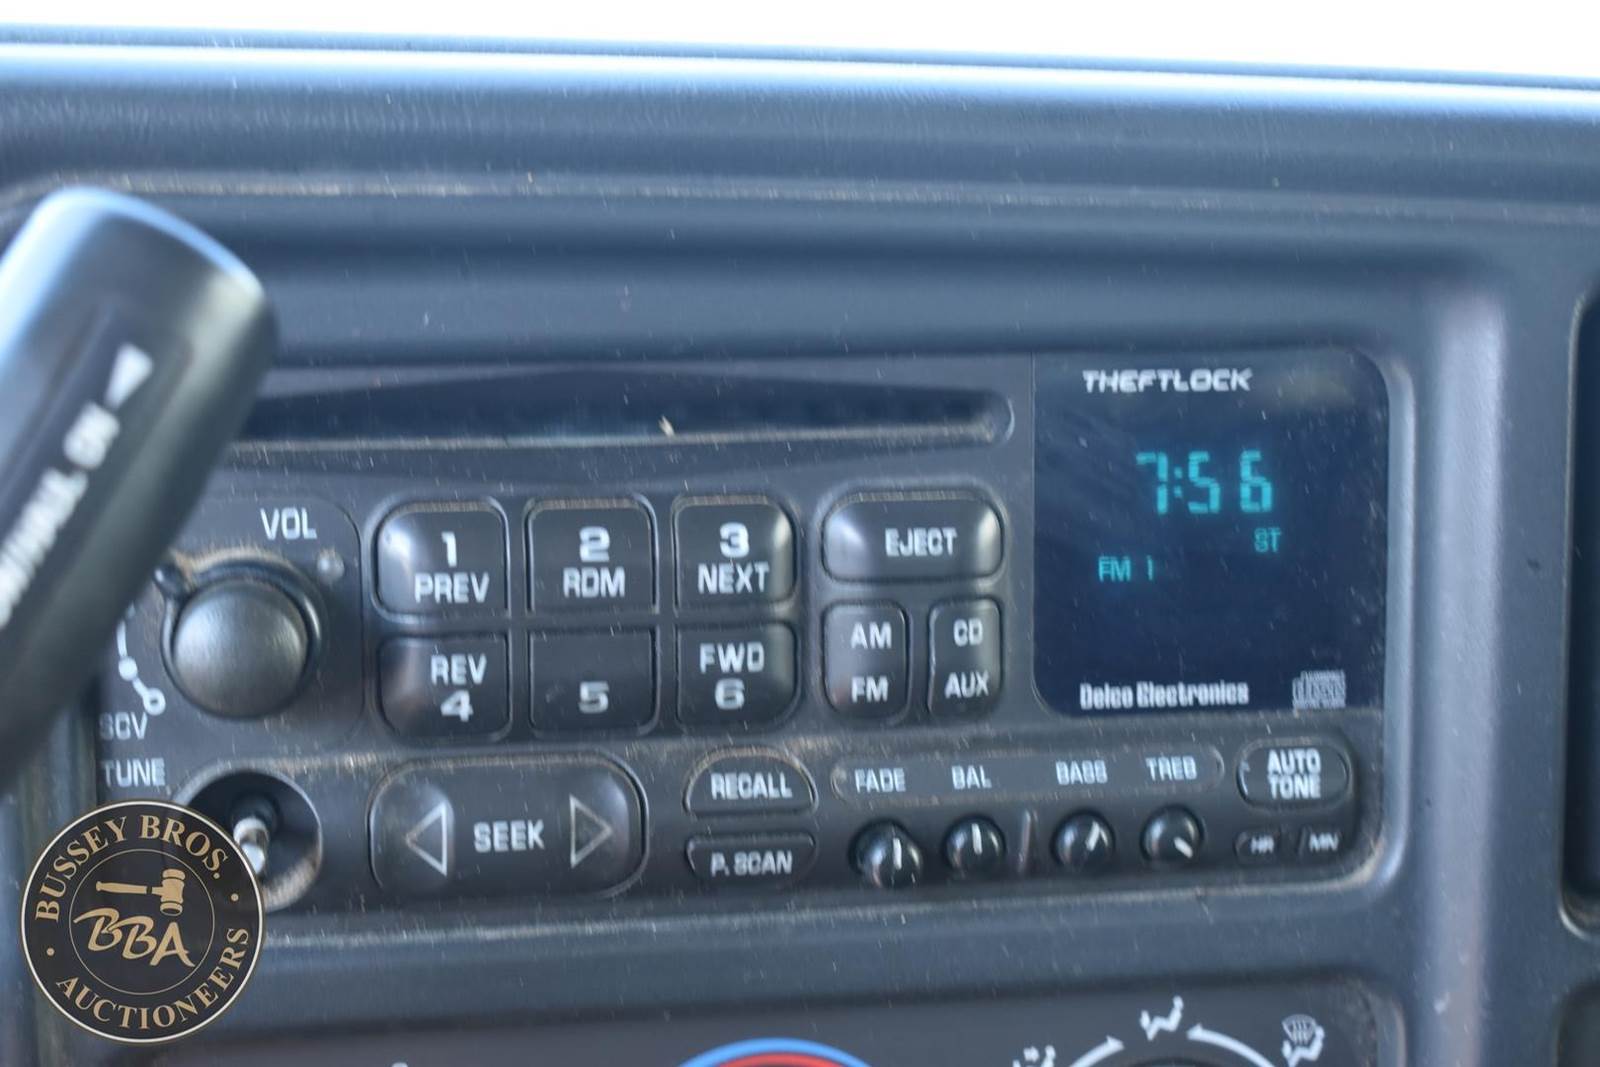 THEFTLOCK
7:56
ST
FM 1
Delco Electronics
VOL
1
PREV
2
RDM
3
NEXT
EJECT
REV
4
5
FWD
6
AM
FM
CD
AUX
SCV
TUNE
SEEK
RECALL
P.SCAN
FADE BAL BASS TREB
AUTO
TONE
HR MN
BUSSEY BROS.
BBA
AUCTIONEERS